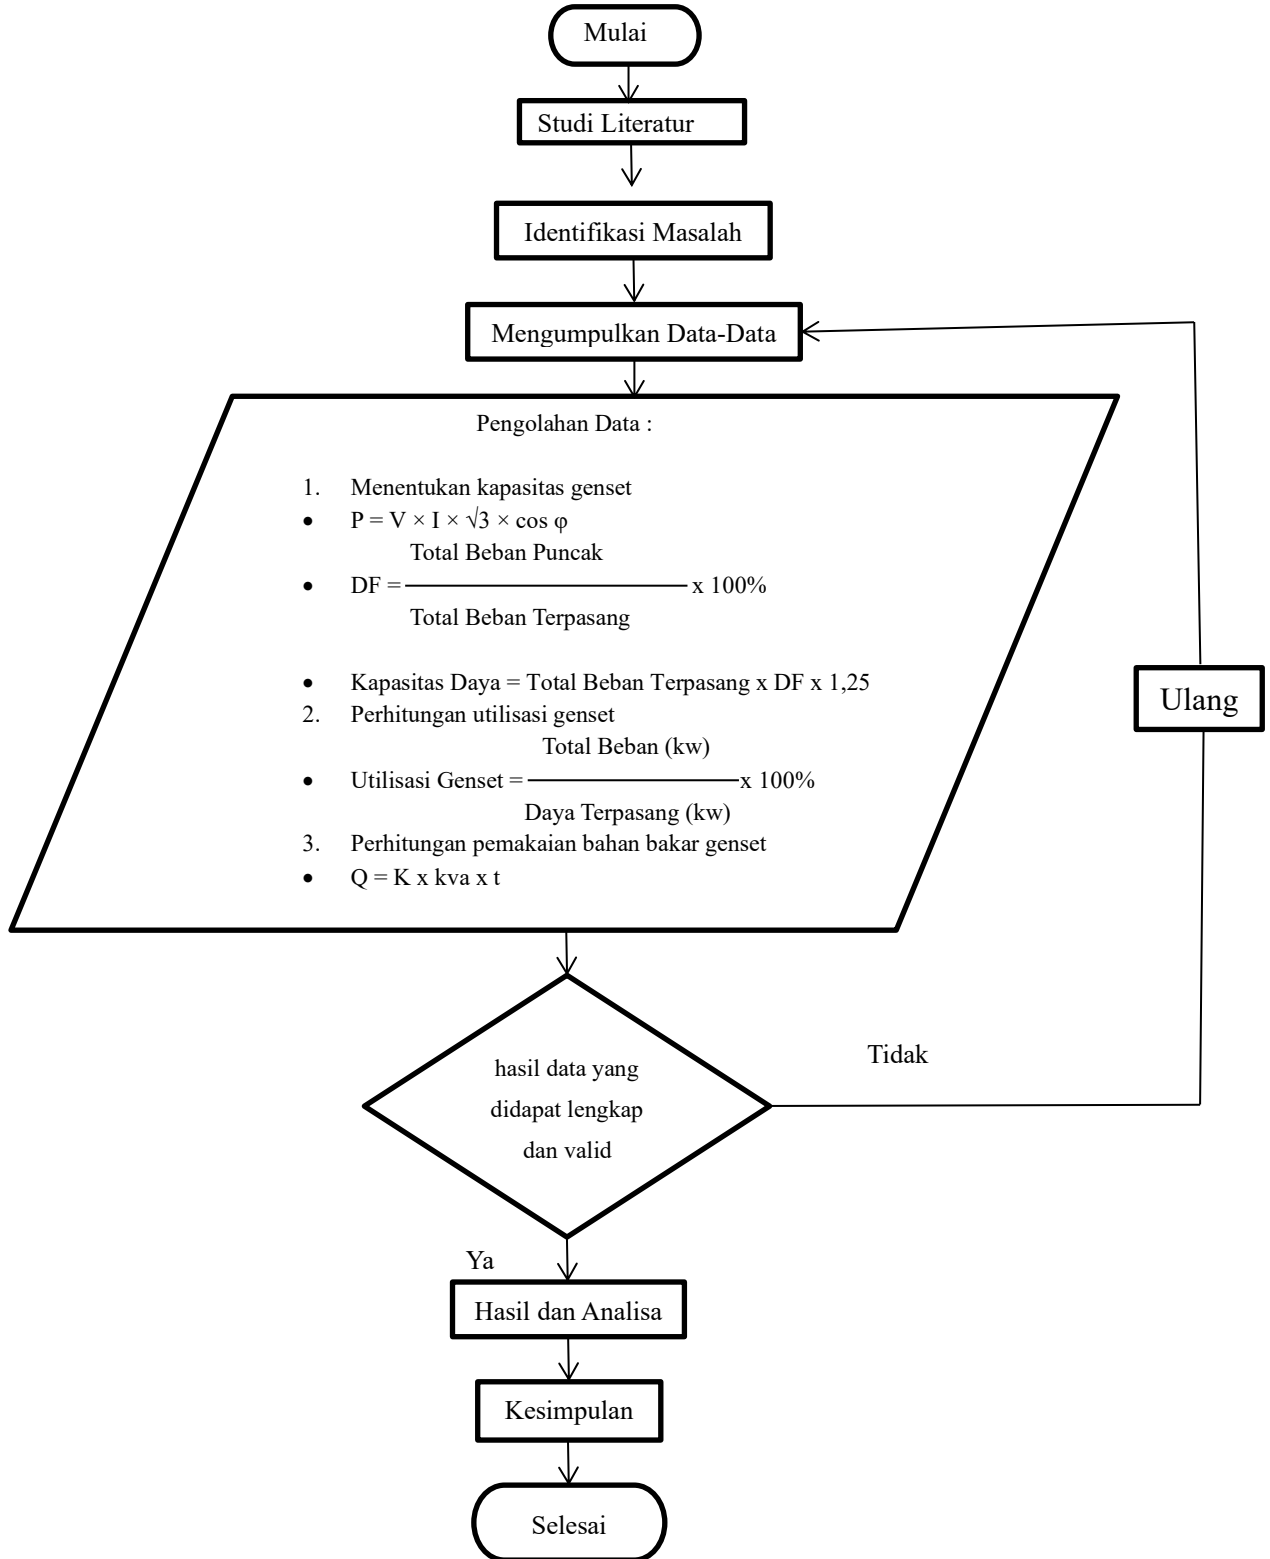 Mulai
Studi Literatur
Identifikasi Masalah
Mengumpulkan Data-Data
Pengolahan Data :
1. Menentukan kapasitas genset
• P = V × I × √3 × cos φ
Total Beban Puncak
• DF = x 100%
Total Beban Terpasang
• Kapasitas Daya = Total Beban Terpasang x DF x 1,25
2. Perhitungan utilisasi genset
Total Beban (kw)
• Utilisasi Genset = x 100%
Daya Terpasang (kw)
3. Perhitungan pemakaian bahan bakar genset
• Q = K x kva x t
Ulang
hasil data yang
didapat lengkap
dan valid
Tidak
Ya
Hasil dan Analisa
Kesimpulan
Selesai